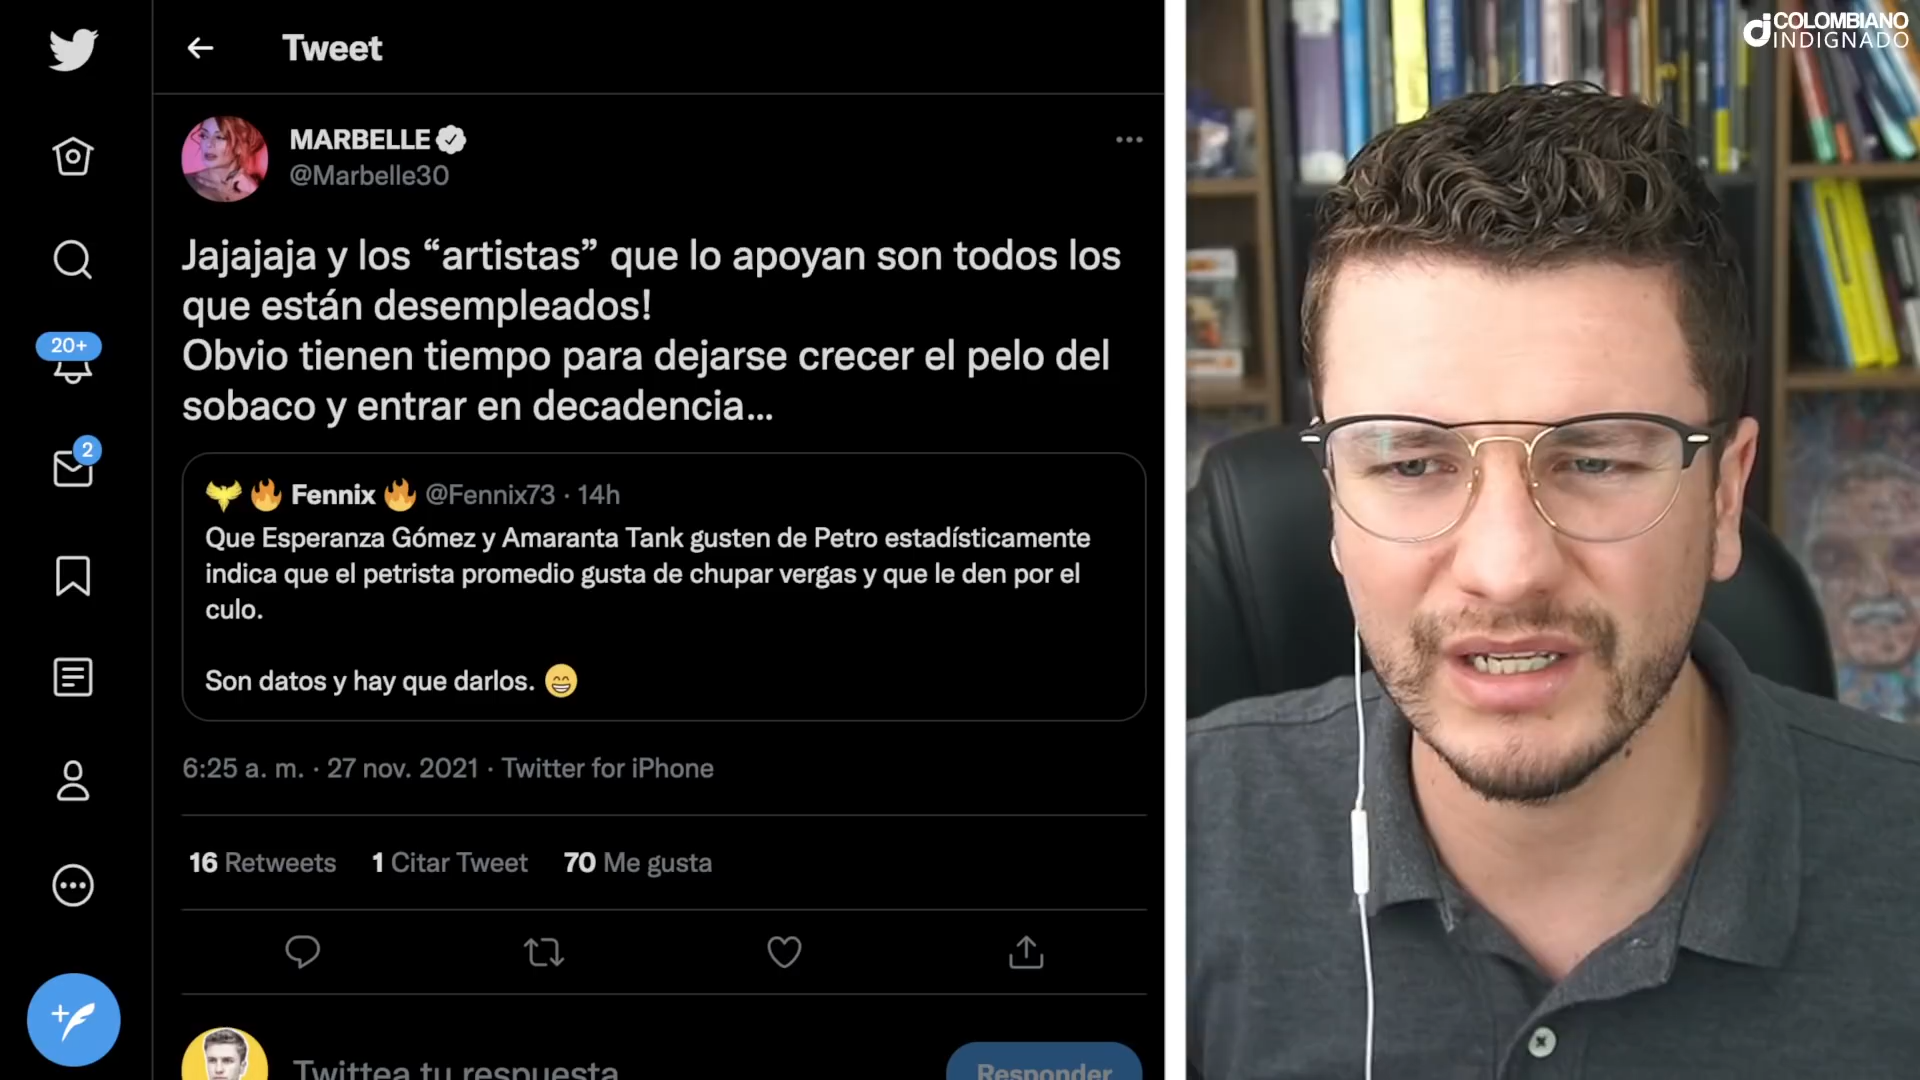 COLOMBIANO
INDIGNADO
Tweet
MARBELLE
@Marbelle30
Jajajaja y los “artistas” que lo apoyan son todos los
que están desempleados!
Obvio tienen tiempo para dejarse crecer el pelo del
sobaco y entrar en decadencia...
Fennix @Fennix73 · 14h
Que Esperanza Gómez y Amaranta Tank gusten de Petro estadísticamente
indica que el petrista promedio gusta de chupar vergas y que le den por el
culo.
Son datos y hay que darlos.
6:25 a. m. · 27 nov. 2021 · Twitter for iPhone
16 Retweets 1 Citar Tweet 70 Me gusta
Twittea tu respuesta
Responder
20+
2